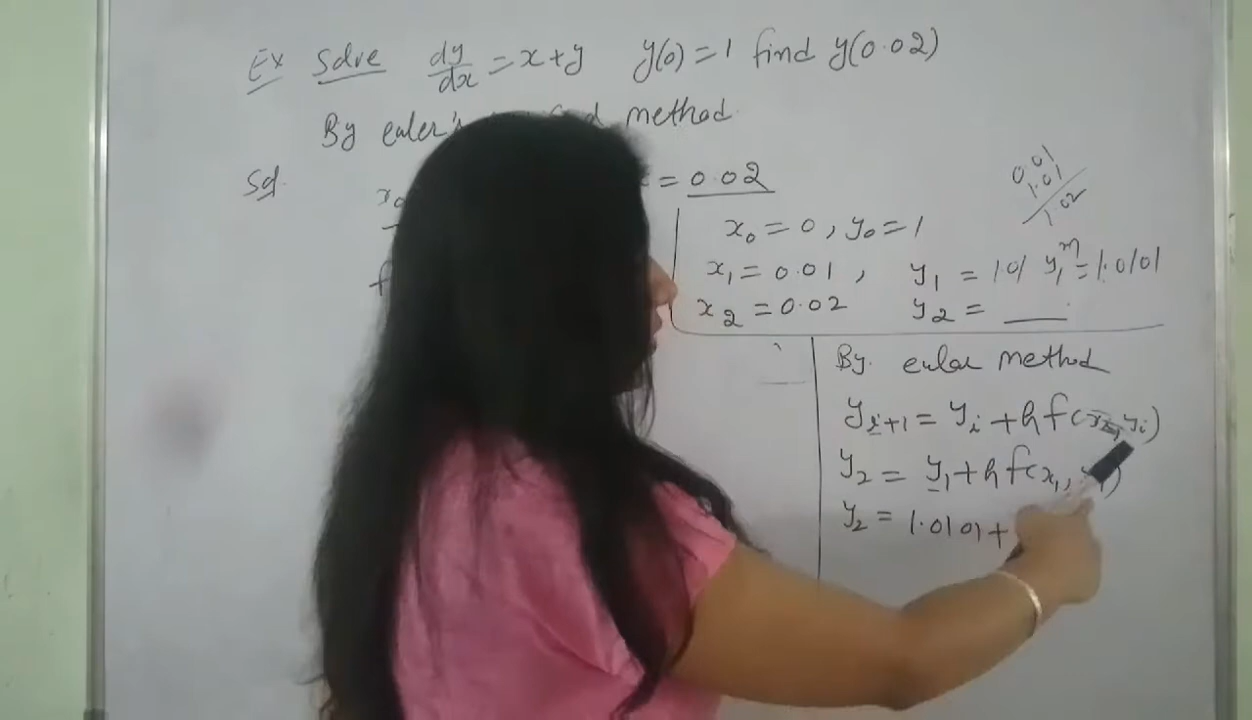 Ex Solve dy/dx = x+y y(0) = 1 find y(0.02)
By euler's method
Sol.
= 0.02
0.01
1.01
1.02
x₀ = 0, y₀ = 1
x₁ = 0.01, y₁ = 1.01 y₁ᵐ = 1.0101
x₂ = 0.02 y₂ = __
By. euler method
yᵢ₊₁ = yᵢ + h f(xᵢ, yᵢ)
y₂ = y₁ + h f(x₁,
y₂ = 1.0101 +